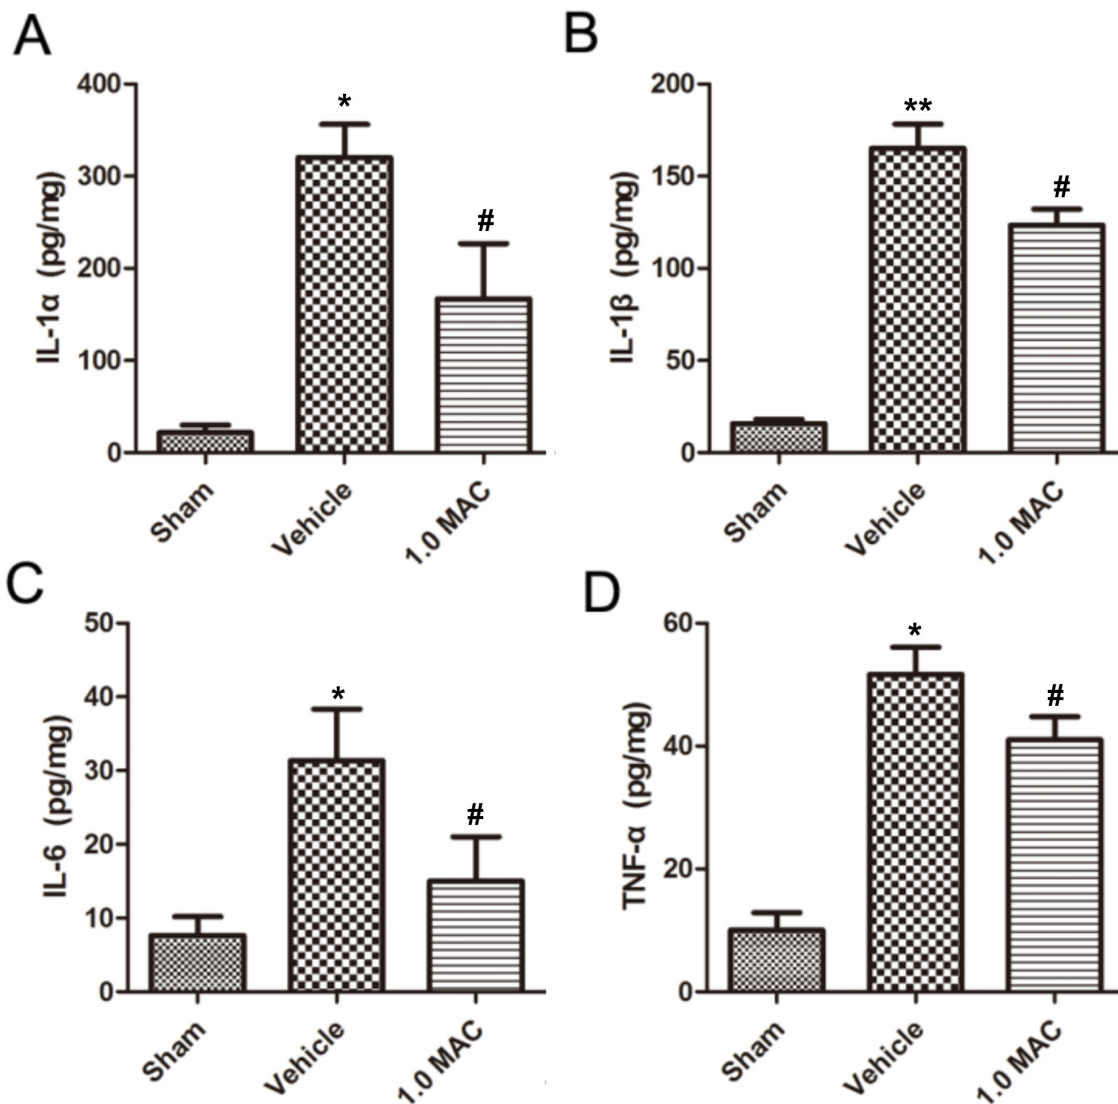 A
IL-1α (pg/mg)
400
300
200
100
0
*
#
Sham
Vehicle
1.0 MAC
B
IL-1β (pg/mg)
200
150
100
50
0
**
#
Sham
Vehicle
1.0 MAC
C
IL-6 (pg/mg)
50
40
30
20
10
0
*
#
Sham
Vehicle
1.0 MAC
D
TNF-α (pg/mg)
60
40
20
0
*
#
Sham
Vehicle
1.0 MAC